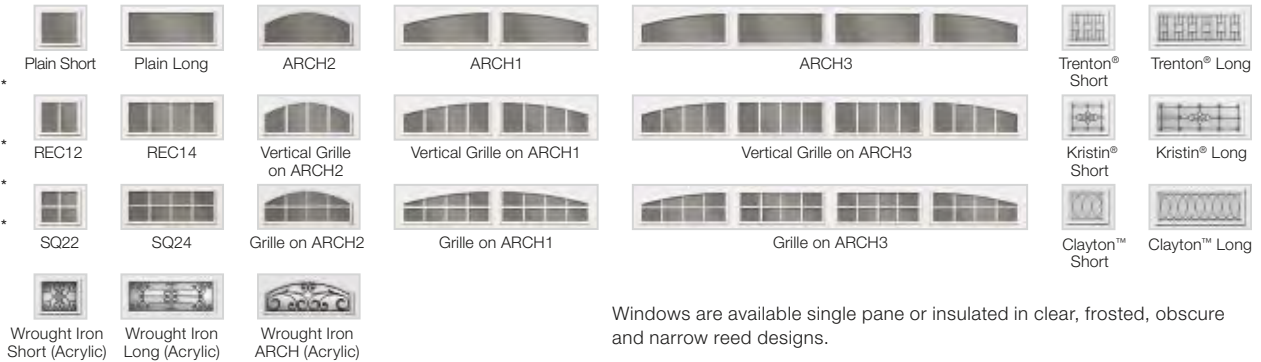 Plain Short Plain Long ARCH2 ARCH1 ARCH3 Trenton® Short Trenton® Long
*
REC12 REC14 Vertical Grille on ARCH2 Vertical Grille on ARCH1 Vertical Grille on ARCH3 Kristin® Short Kristin® Long
*
*
*
SQ22 SQ24 Grille on ARCH2 Grille on ARCH1 Grille on ARCH3 Clayton™ Short Clayton™ Long
Wrought Iron Short (Acrylic) Wrought Iron Long (Acrylic) Wrought Iron ARCH (Acrylic)
Windows are available single pane or insulated in clear, frosted, obscure
and narrow reed designs.